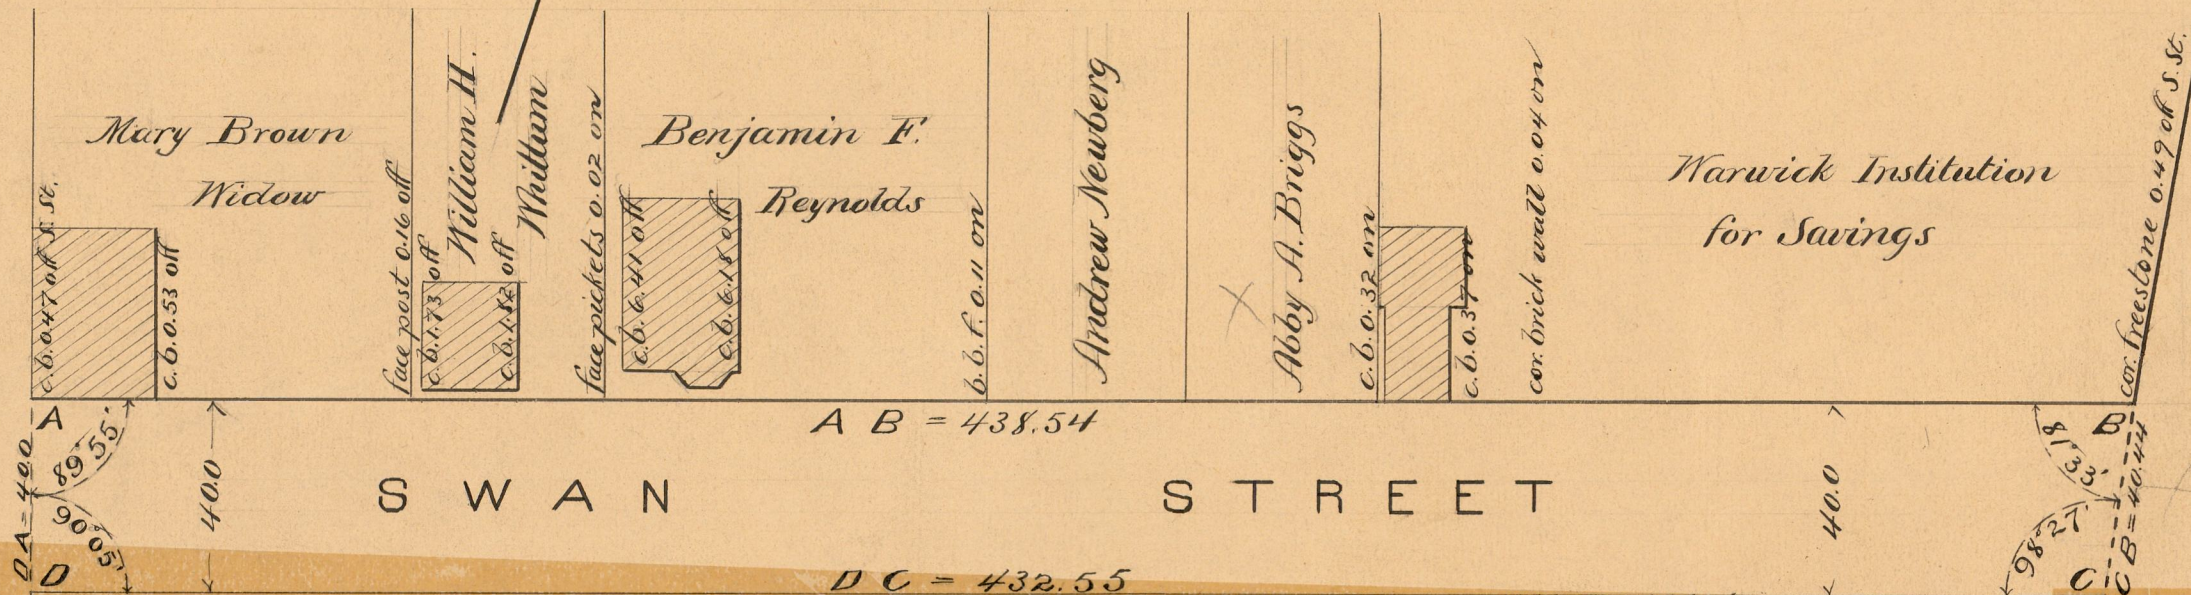 Mary Brown
Widow
c.b. 0.47 off S. St.
c.b. 0.53 off
face post 0.16 off
William H.
Whittum
c.b. 1.73 off
c.b. 1.52 off
face pickets 0.02 on
Benjamin F.
Reynolds
c.b. 6.41 off
c.b. 6.18 off
b.b.f. 0.11 on
Andrew Newberg
Abby A. Briggs
c.b. 0.32 on
c.b. 0.37 on
cor. brick wall 0.04 on
Warwick Institution
for Savings
cor. freestone 0.49 off S. St.
A
A B = 438.54
B
89°55'
81°33'
D A = 40.0
40.0
SWAN STREET
40.0
C B = 40.44
90°05'
98°27'
D
D C = 432.55
C